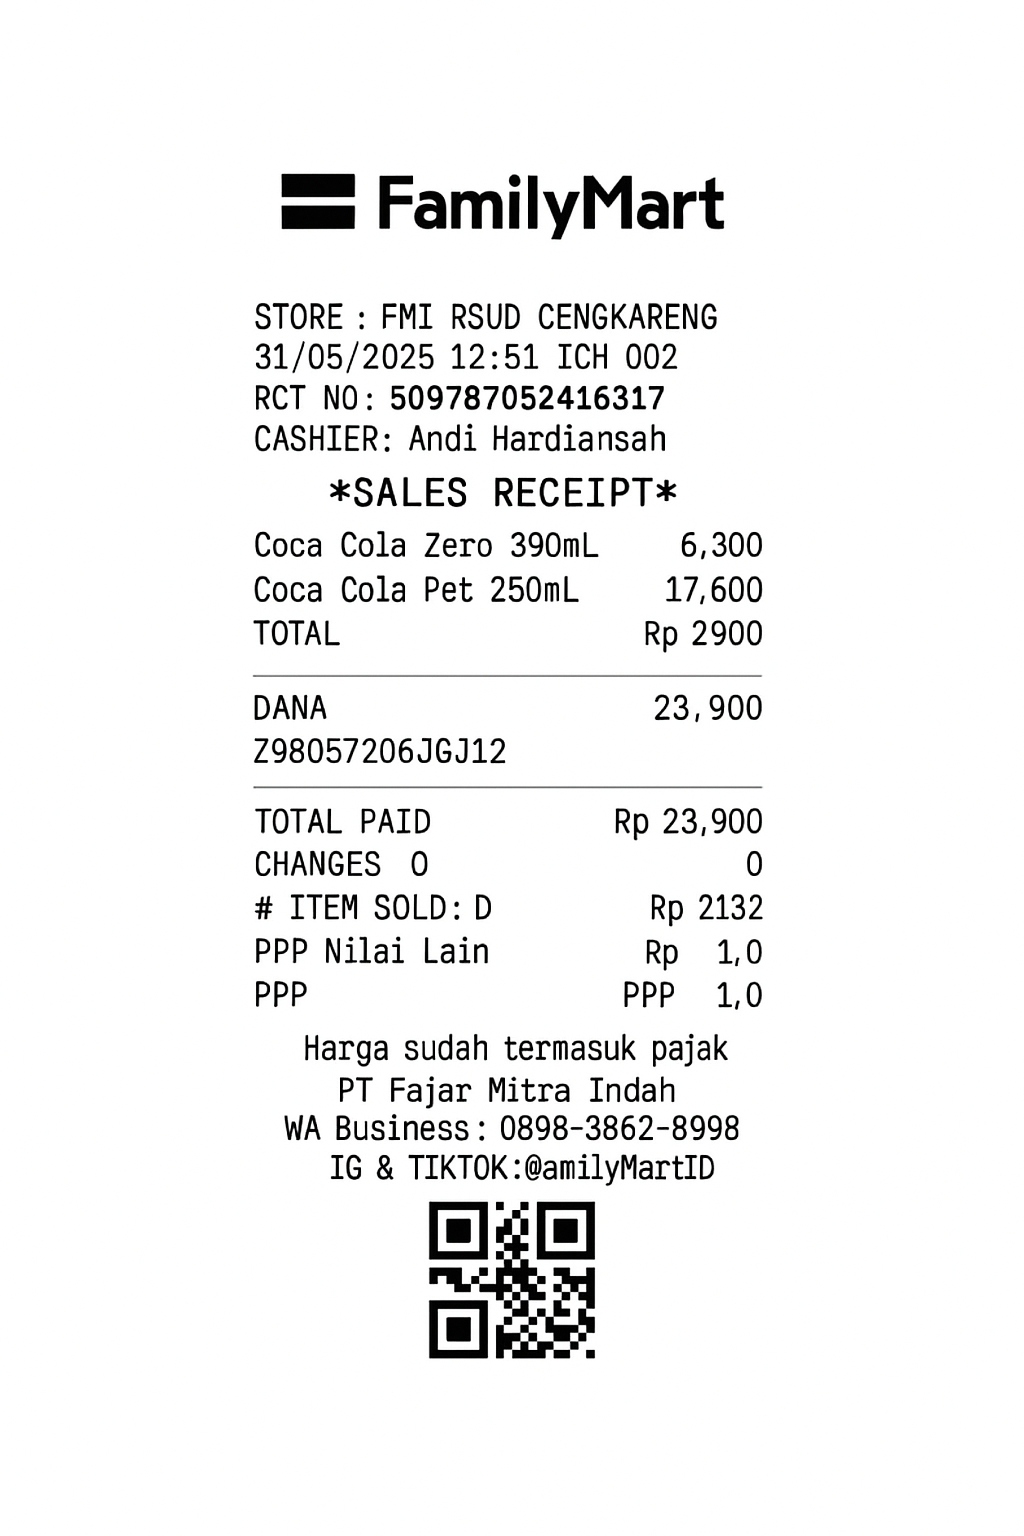 FamilyMart
STORE : FMI RSUD CENGKARENG
31/05/2025 12:51 ICH 002
RCT NO: 509787052416317
CASHIER: Andi Hardiansah
*SALES RECEIPT*
Coca Cola Zero 390mL 6,300
Coca Cola Pet 250mL 17,600
TOTAL Rp 2900
DANA 23,900
Z98057206JGJ12
TOTAL PAID Rp 23,900
CHANGES 0 0
# ITEM SOLD: D Rp 2132
PPP Nilai Lain Rp 1,0
PPP PPP 1,0
Harga sudah termasuk pajak
PT Fajar Mitra Indah
WA Business: 0898-3862-8998
IG & TIKTOK:@amilyMartID